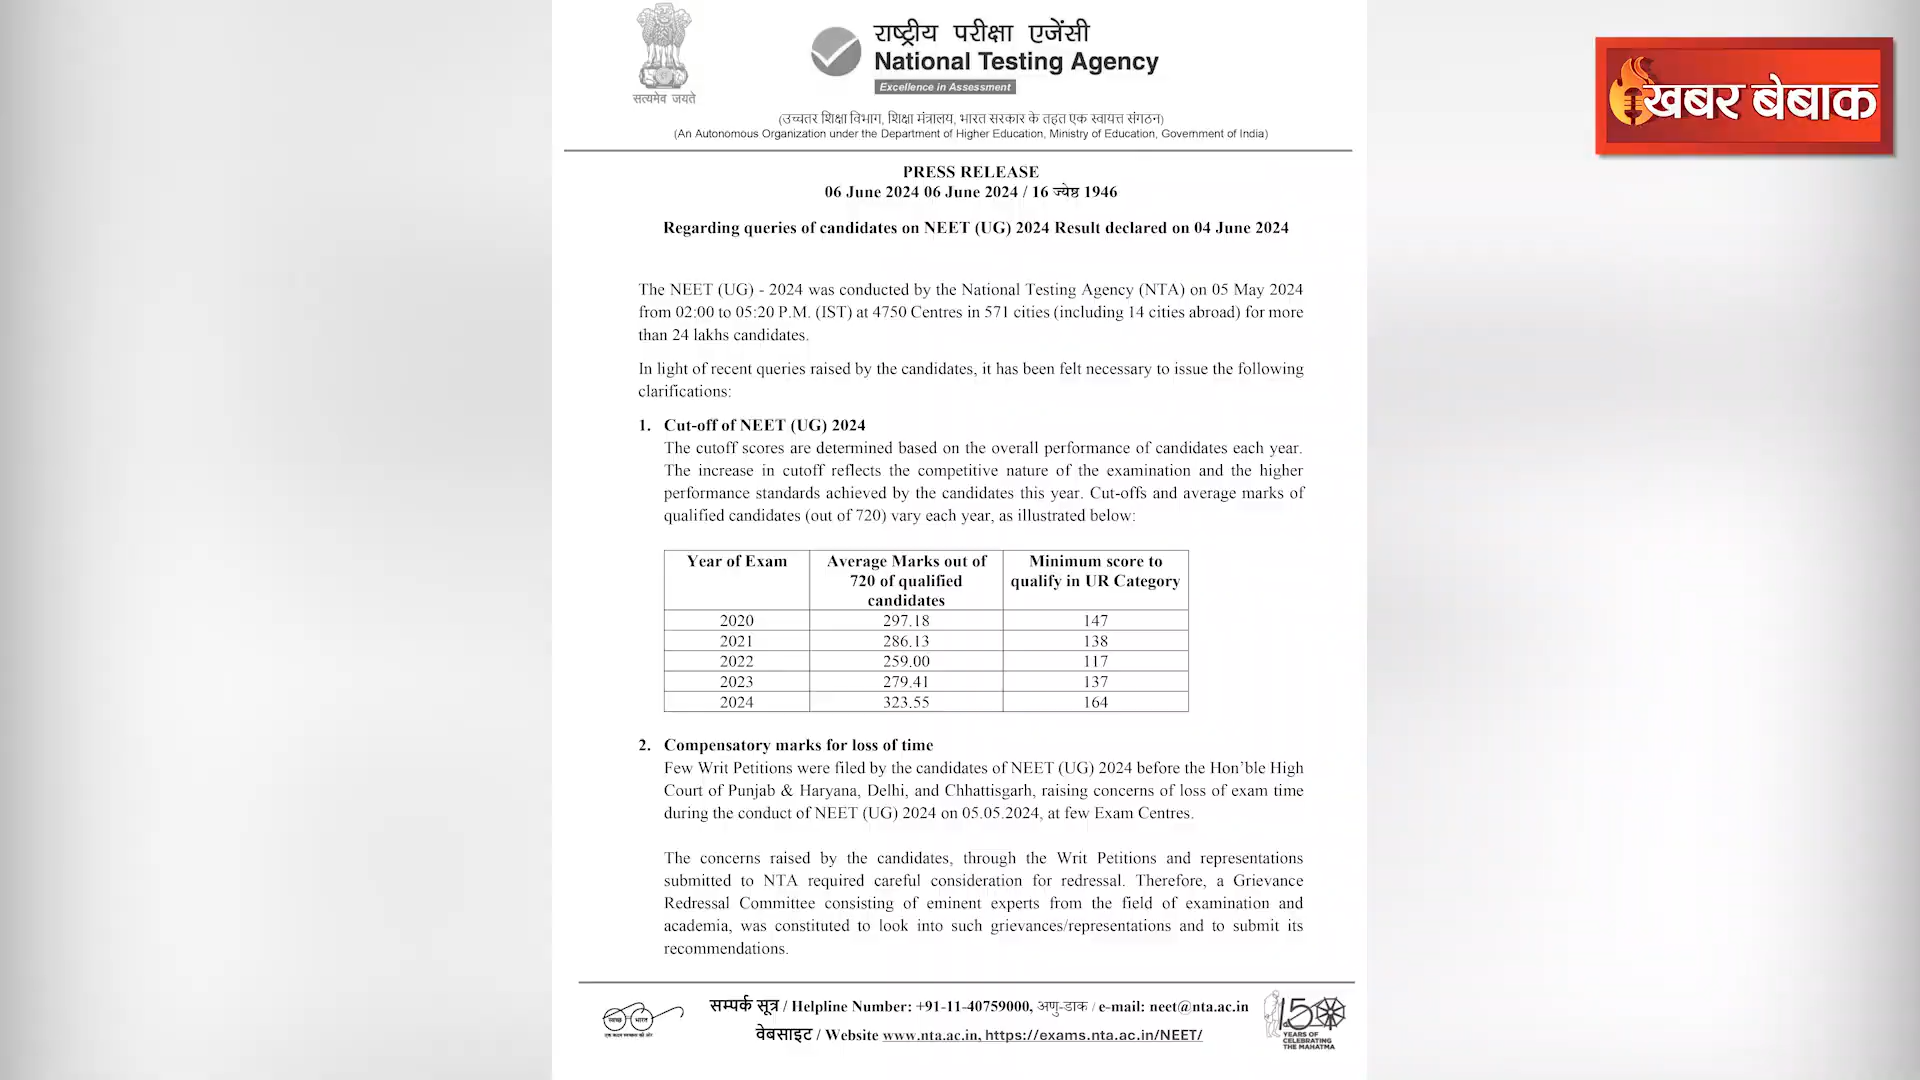 राष्ट्रीय परीक्षा एजेंसी
National Testing Agency
Excellence in Assessment
सत्यमेव जयते
(उच्चतर शिक्षा विभाग, शिक्षा मंत्रालय, भारत सरकार के तहत एक स्वायत्त संगठन)
(An Autonomous Organization under the Department of Higher Education, Ministry of Education, Government of India)
खबर बेबाक
PRESS RELEASE
06 June 2024 06 June 2024 / 16 ज्येष्ठ 1946
Regarding queries of candidates on NEET (UG) 2024 Result declared on 04 June 2024
The NEET (UG) - 2024 was conducted by the National Testing Agency (NTA) on 05 May 2024
from 02:00 to 05:20 P.M. (IST) at 4750 Centres in 571 cities (including 14 cities abroad) for more
than 24 lakhs candidates.
In light of recent queries raised by the candidates, it has been felt necessary to issue the following
clarifications:
1. Cut-off of NEET (UG) 2024
The cutoff scores are determined based on the overall performance of candidates each year.
The increase in cutoff reflects the competitive nature of the examination and the higher
performance standards achieved by the candidates this year. Cut-offs and average marks of
qualified candidates (out of 720) vary each year, as illustrated below:
Year of Exam Average Marks out of 720 of qualified candidates Minimum score to qualify in UR Category
2020 297.18 147
2021 286.13 138
2022 259.00 117
2023 279.41 137
2024 323.55 164
2. Compensatory marks for loss of time
Few Writ Petitions were filed by the candidates of NEET (UG) 2024 before the Hon’ble High
Court of Punjab & Haryana, Delhi, and Chhattisgarh, raising concerns of loss of exam time
during the conduct of NEET (UG) 2024 on 05.05.2024, at few Exam Centres.
The concerns raised by the candidates, through the Writ Petitions and representations
submitted to NTA required careful consideration for redressal. Therefore, a Grievance
Redressal Committee consisting of eminent experts from the field of examination and
academia, was constituted to look into such grievances/representations and to submit its
recommendations.
स्वच्छ भारत
एक कदम स्वच्छता की ओर
सम्पर्क सूत्र / Helpline Number: +91-11-40759000, अणु-डाक / e-mail: neet@nta.ac.in
वेबसाइट / Website www.nta.ac.in, https://exams.nta.ac.in/NEET/
150
YEARS OF
CELEBRATING
THE MAHATMA